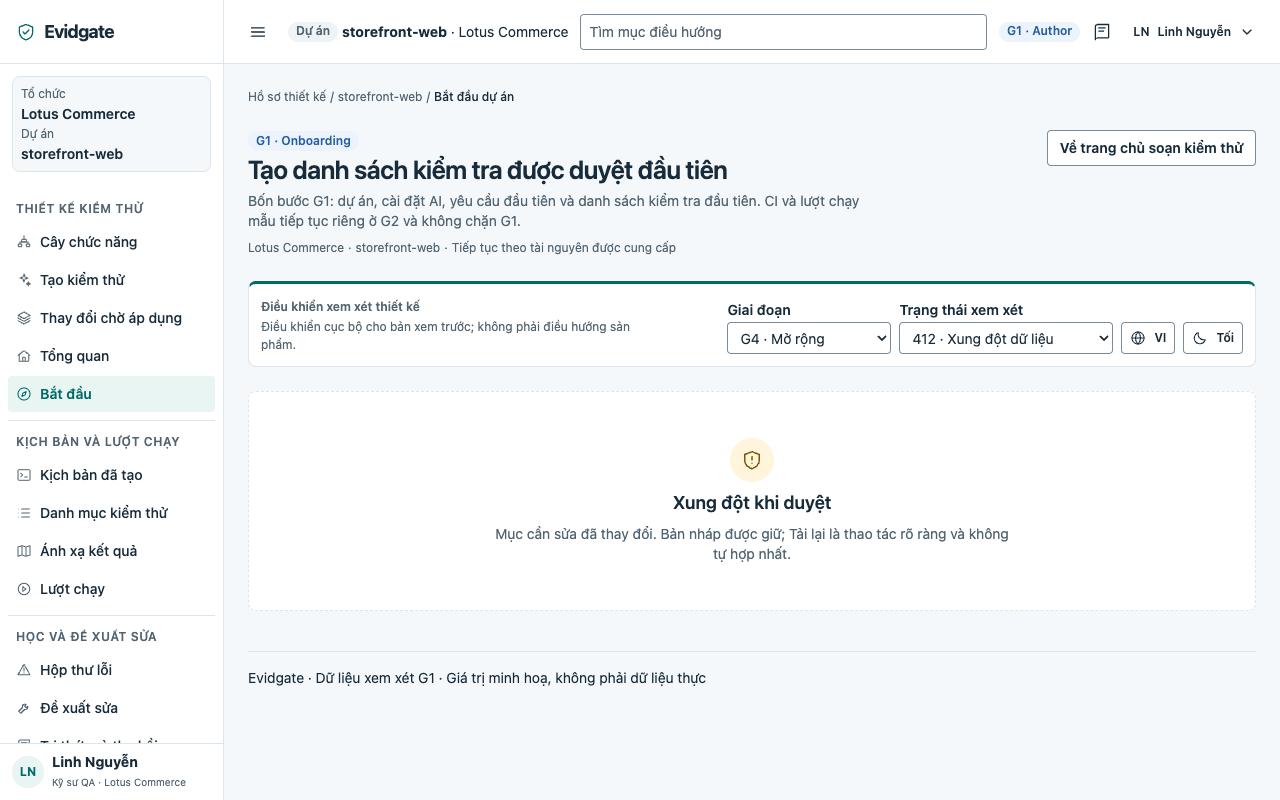 Evidgate
Dự án storefront-web · Lotus Commerce
Tìm mục điều hướng
G1 · Author
LN Linh Nguyễn
Tổ chức
Lotus Commerce
Dự án
storefront-web
THIẾT KẾ KIỂM THỬ
Cây chức năng
Tạo kiểm thử
Thay đổi chờ áp dụng
Tổng quan
Bắt đầu
KỊCH BẢN VÀ LƯỢT CHẠY
Kịch bản đã tạo
Danh mục kiểm thử
Ánh xạ kết quả
Lượt chạy
HỌC VÀ ĐỀ XUẤT SỬA
Hộp thư lỗi
Đề xuất sửa
LN
Linh Nguyễn
Kỹ sư QA · Lotus Commerce
Hồ sơ thiết kế / storefront-web / Bắt đầu dự án
G1 · Onboarding
Tạo danh sách kiểm tra được duyệt đầu tiên
Bốn bước G1: dự án, cài đặt AI, yêu cầu đầu tiên và danh sách kiểm tra đầu tiên. CI và lượt chạy
mẫu tiếp tục riêng ở G2 và không chặn G1.
Lotus Commerce · storefront-web · Tiếp tục theo tài nguyên được cung cấp
Về trang chủ soạn kiểm thử
Điều khiển xem xét thiết kế
Điều khiển cục bộ cho bản xem trước; không phải điều hướng sản
phẩm.
Giai đoạn
G4 · Mở rộng
Trạng thái xem xét
412 · Xung đột dữ liệu
VI
Tối
Xung đột khi duyệt
Mục cần sửa đã thay đổi. Bản nháp được giữ; Tải lại là thao tác rõ ràng và không
tự hợp nhất.
Evidgate · Dữ liệu xem xét G1 · Giá trị minh hoạ, không phải dữ liệu thực